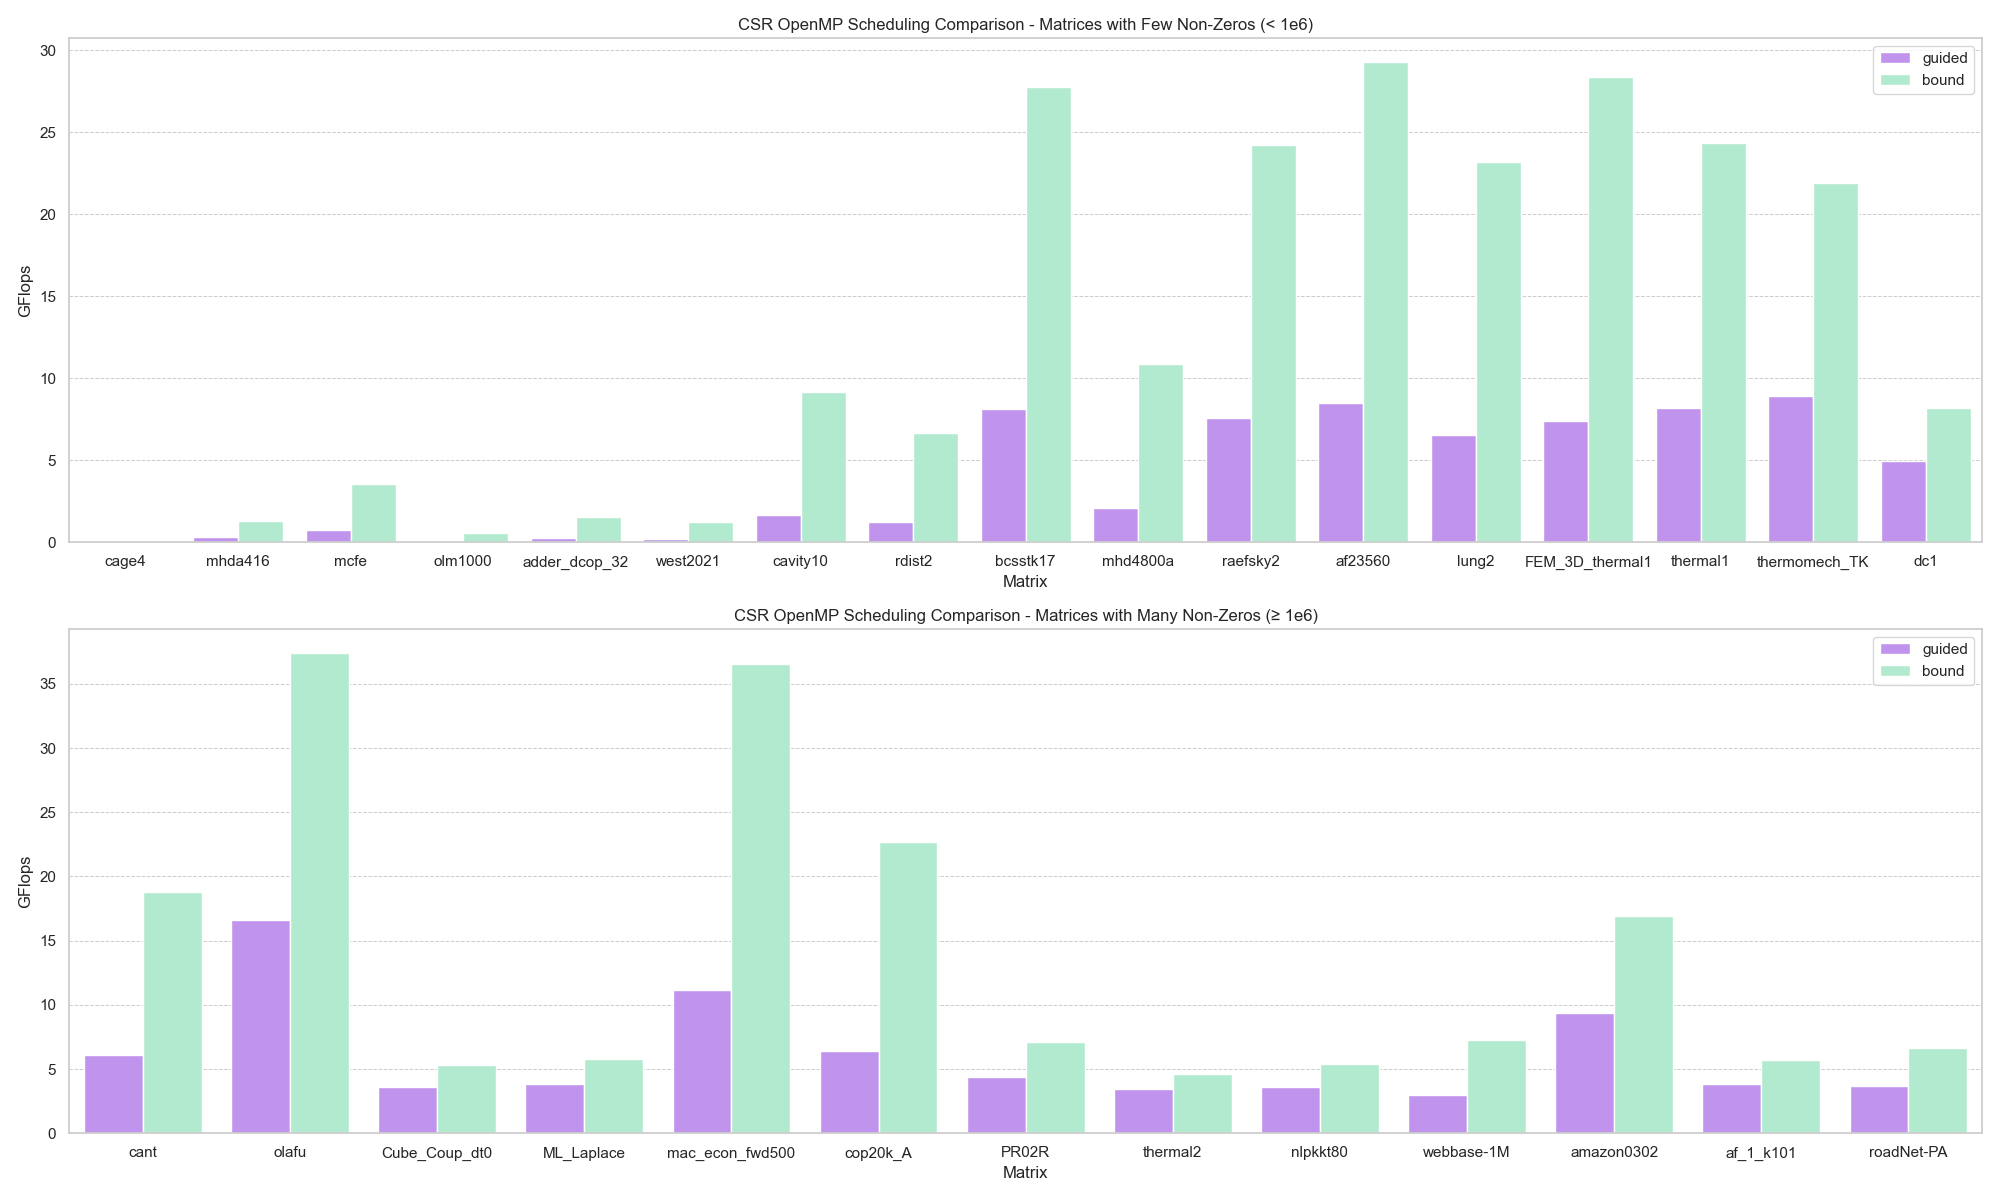 CSR OpenMP Scheduling Comparison - Matrices with Few Non-Zeros (< 1e6)
guided
bound
GFlops
30
25
20
15
10
5
0
cage4 mhda416 mcfe olm1000 adder_dcop_32 west2021 cavity10 rdist2 bcsstk17 mhd4800a raefsky2 af23560 lung2 FEM_3D_thermal1 thermal1 thermomech_TK dc1
Matrix
CSR OpenMP Scheduling Comparison - Matrices with Many Non-Zeros (≥ 1e6)
guided
bound
GFlops
35
30
25
20
15
10
5
0
cant olafu Cube_Coup_dt0 ML_Laplace mac_econ_fwd500 cop20k_A PR02R thermal2 nlpkkt80 webbase-1M amazon0302 af_1_k101 roadNet-PA
Matrix